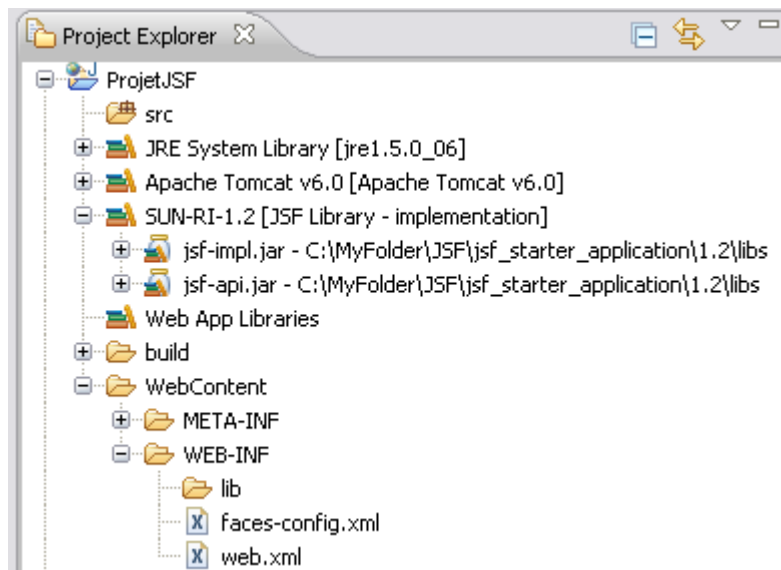 Project Explorer
ProjetJSF
src
JRE System Library [jre1.5.0_06]
Apache Tomcat v6.0 [Apache Tomcat v6.0]
SUN-RI-1.2 [JSF Library - implementation]
jsf-impl.jar - C:\MyFolder\JSF\jsf_starter_application\1.2\libs
jsf-api.jar - C:\MyFolder\JSF\jsf_starter_application\1.2\libs
Web App Libraries
build
WebContent
META-INF
WEB-INF
lib
faces-config.xml
web.xml